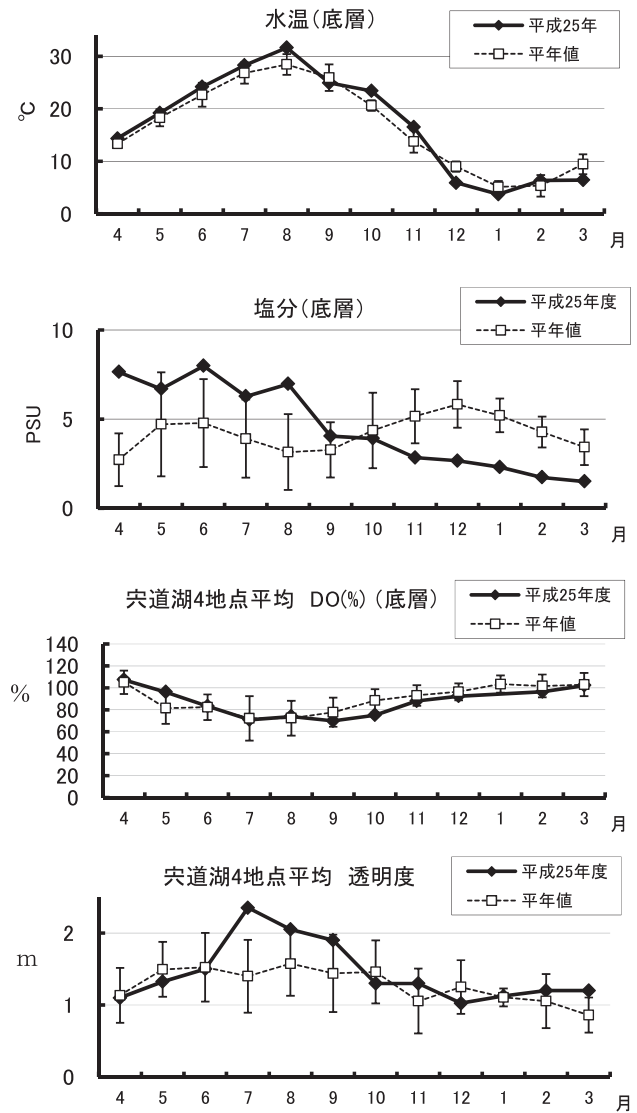 水温(底層)
平成25年
平年値
℃
30
20
10
0
4 5 6 7 8 9 10 11 12 1 2 3 月
塩分(底層)
平成25年度
平年値
PSU
10
5
0
4 5 6 7 8 9 10 11 12 1 2 3 月
宍道湖4地点平均 DO(%)(底層)
平成25年度
平年値
%
140
120
100
80
60
40
20
0
4 5 6 7 8 9 10 11 12 1 2 3 月
宍道湖4地点平均 透明度
平成25年度
平年値
m
2
1
0
4 5 6 7 8 9 10 11 12 1 2 3 月